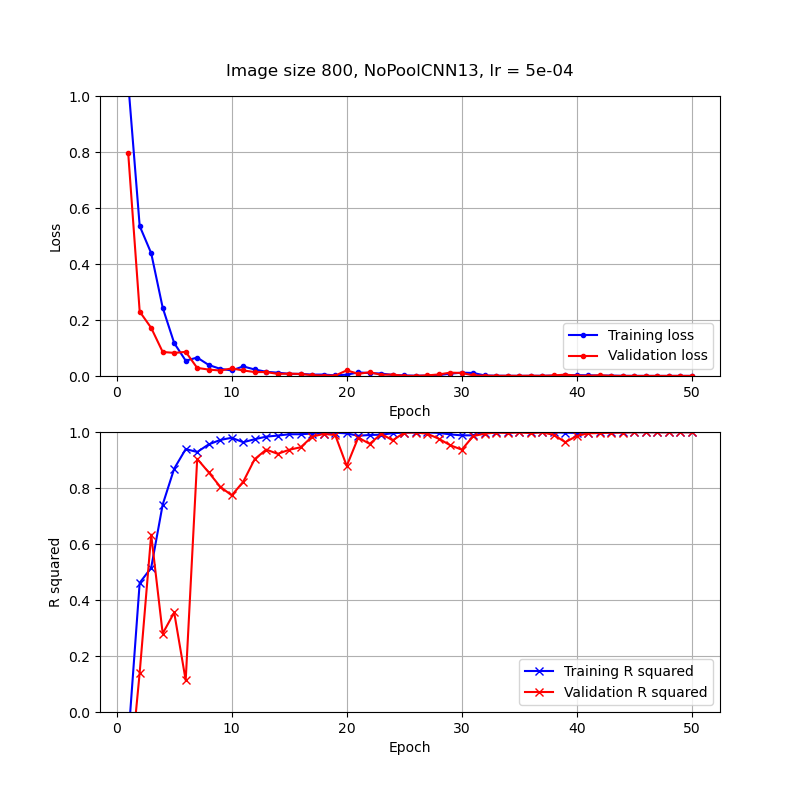 Image size 800, NoPoolCNN13, lr = 5e-04
1.0
0.8
0.6
0.4
0.2
0.0
Loss
Training loss
Validation loss
0 10 20 30 40 50
Epoch
1.0
0.8
0.6
0.4
0.2
0.0
R squared
Training R squared
Validation R squared
0 10 20 30 40 50
Epoch